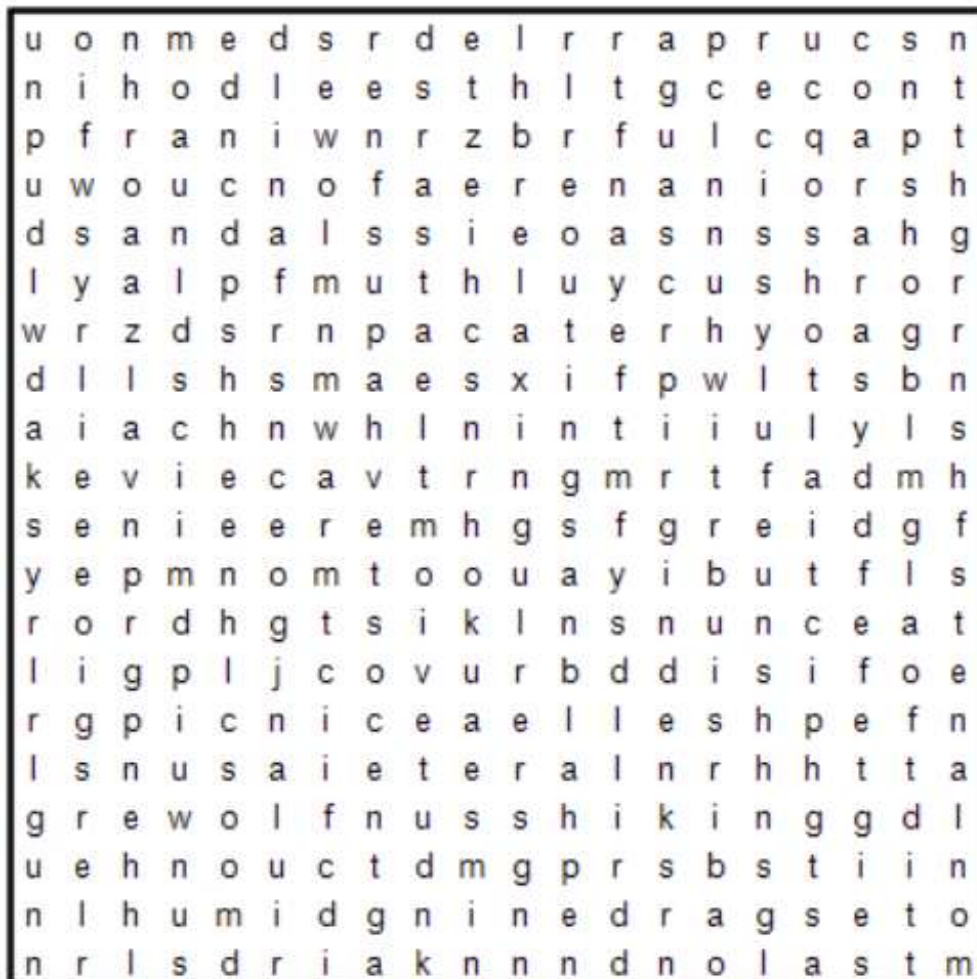 u o n m e d s r d e l r r a p r u c s n
n i h o d l e e s t h l t g c e c o n t
p f r a n i w n r z b r f u l c q a p t
u w o u c n o f a e r e n a n i o r s h
d s a n d a l s s i e o a s n s s a h g
l y a l p f m u t h l u y c u s h r o r
w r z d s r n p a c a t e r h y o a g r
d l l s h s m a e s x i f p w l t s b n
a i a c h n w h l n i n t i i u l y l s
k e v i e c a v t r n g m r t f a d m h
s e n i e e r e m h g s f g r e i d g f
y e p m n o m t o o u a y i b u t f l s
r o r d h g t s i k l n s n u n c e a t
l i g p l j c o v u r b d d i s i f o e
r g p i c n i c e a e l l e s h p e f n
l s n u s a i e t e r a l n r h h t t a
g r e w o l f n u s s h i k i n g g d l
u e h n o u c t d m g p r s b s t i i n
n l h u m i d g n i n e d r a g s e t o
n r l s d r i a k n n n d n o l a s t m